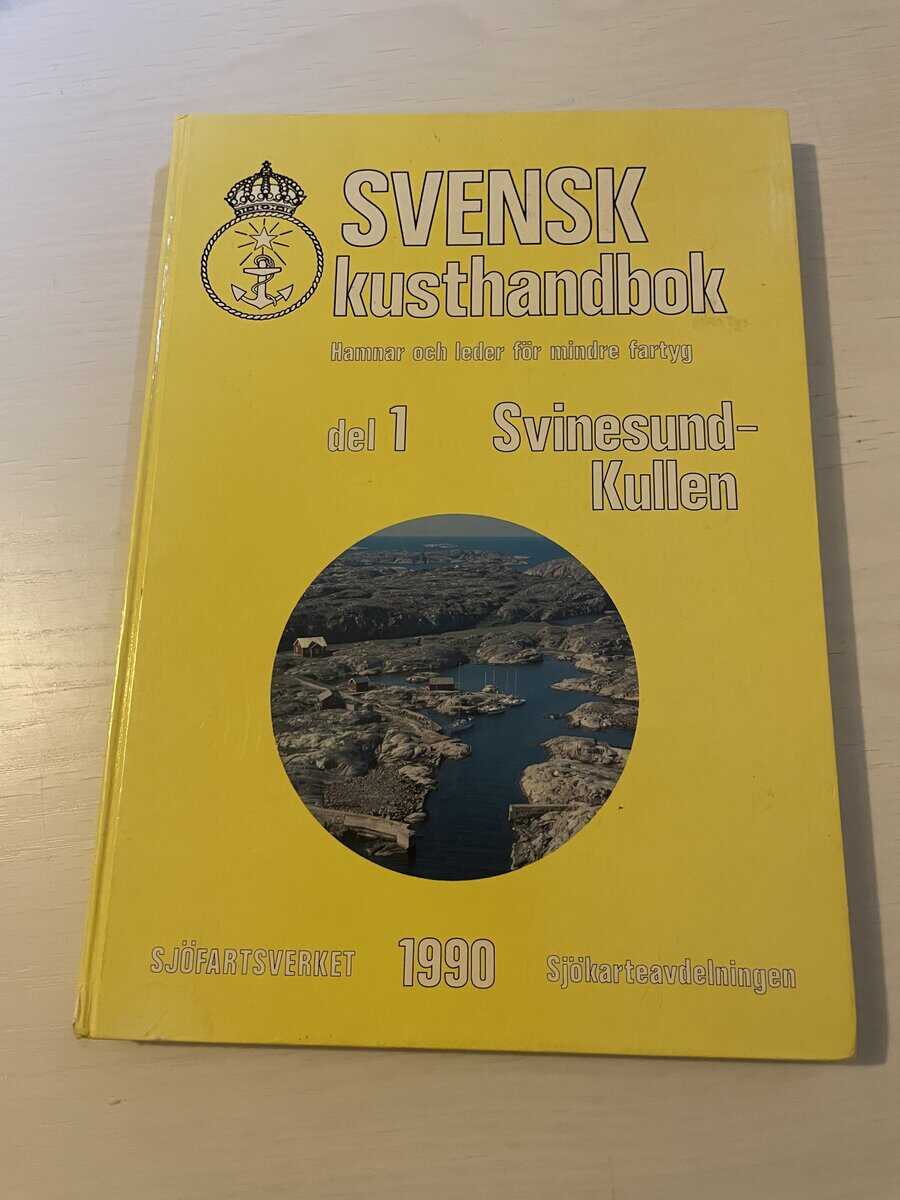 SVENSK
kusthandbok
Hamnar och leder för mindre fartyg
del 1
Svinesund-
Kullen
SJÖFARTSVERKET
1990
Sjökarteavdelningen